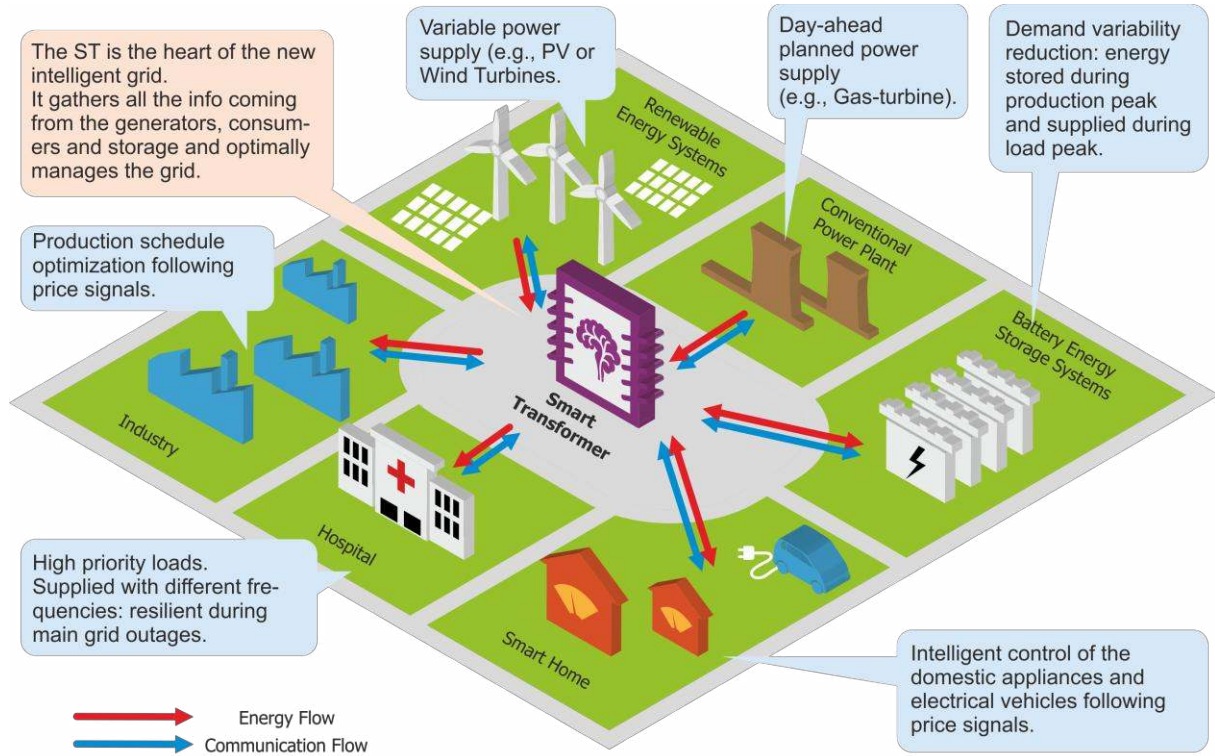 The ST is the heart of the new
intelligent grid.
It gathers all the info coming
from the generators, consum-
ers and storage and optimally
manages the grid.
Variable power
supply (e.g., PV or
Wind Turbines.
Day-ahead
planned power
supply
(e.g., Gas-turbine).
Demand variability
reduction: energy
stored during
production peak
and supplied during
load peak.
Renewable
Energy Systems
Conventional
Power Plant
Production schedule
optimization following
price signals.
Battery Energy
Storage Systems
Smart
Transformer
Industry
Hospital
High priority loads.
Supplied with different fre-
quencies: resilient during
main grid outages.
Smart Home
Intelligent control of the
domestic appliances and
electrical vehicles following
price signals.
Energy Flow
Communication Flow